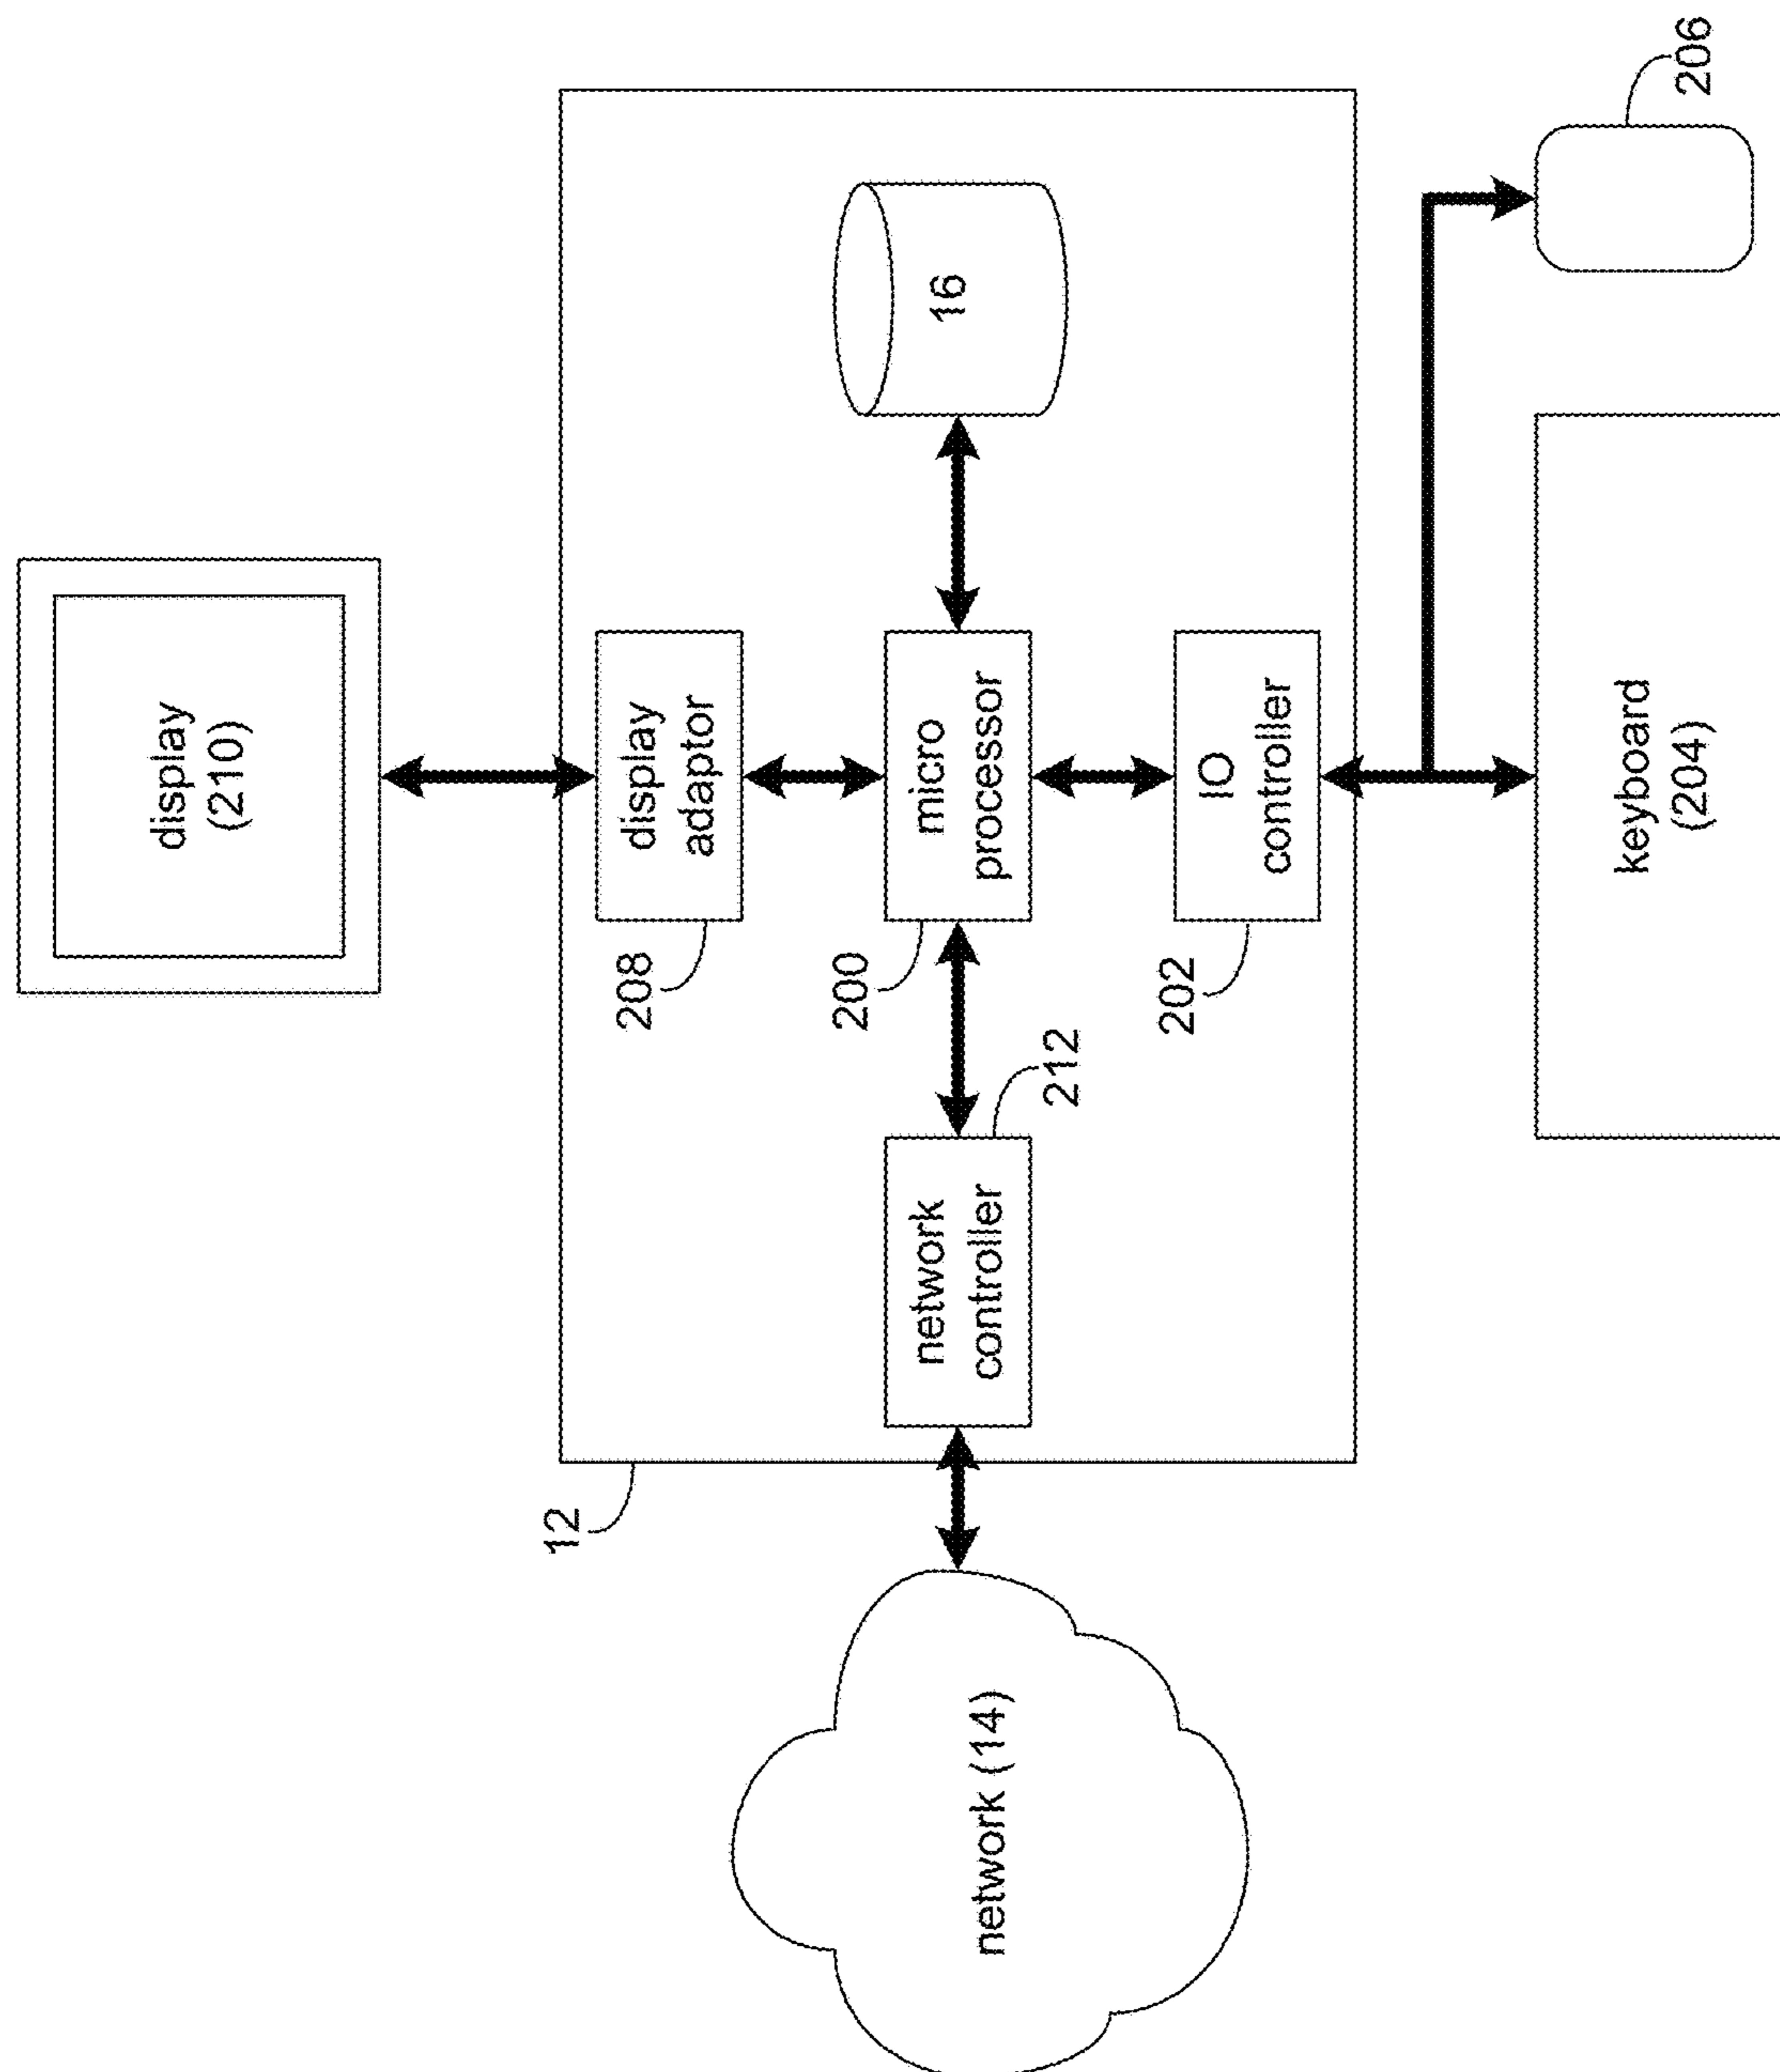 display
(210)
12
208
display
adaptor
200
network (14)
network
controller
212
micro
processor
16
202
IO
controller
keyboard
(204)
206